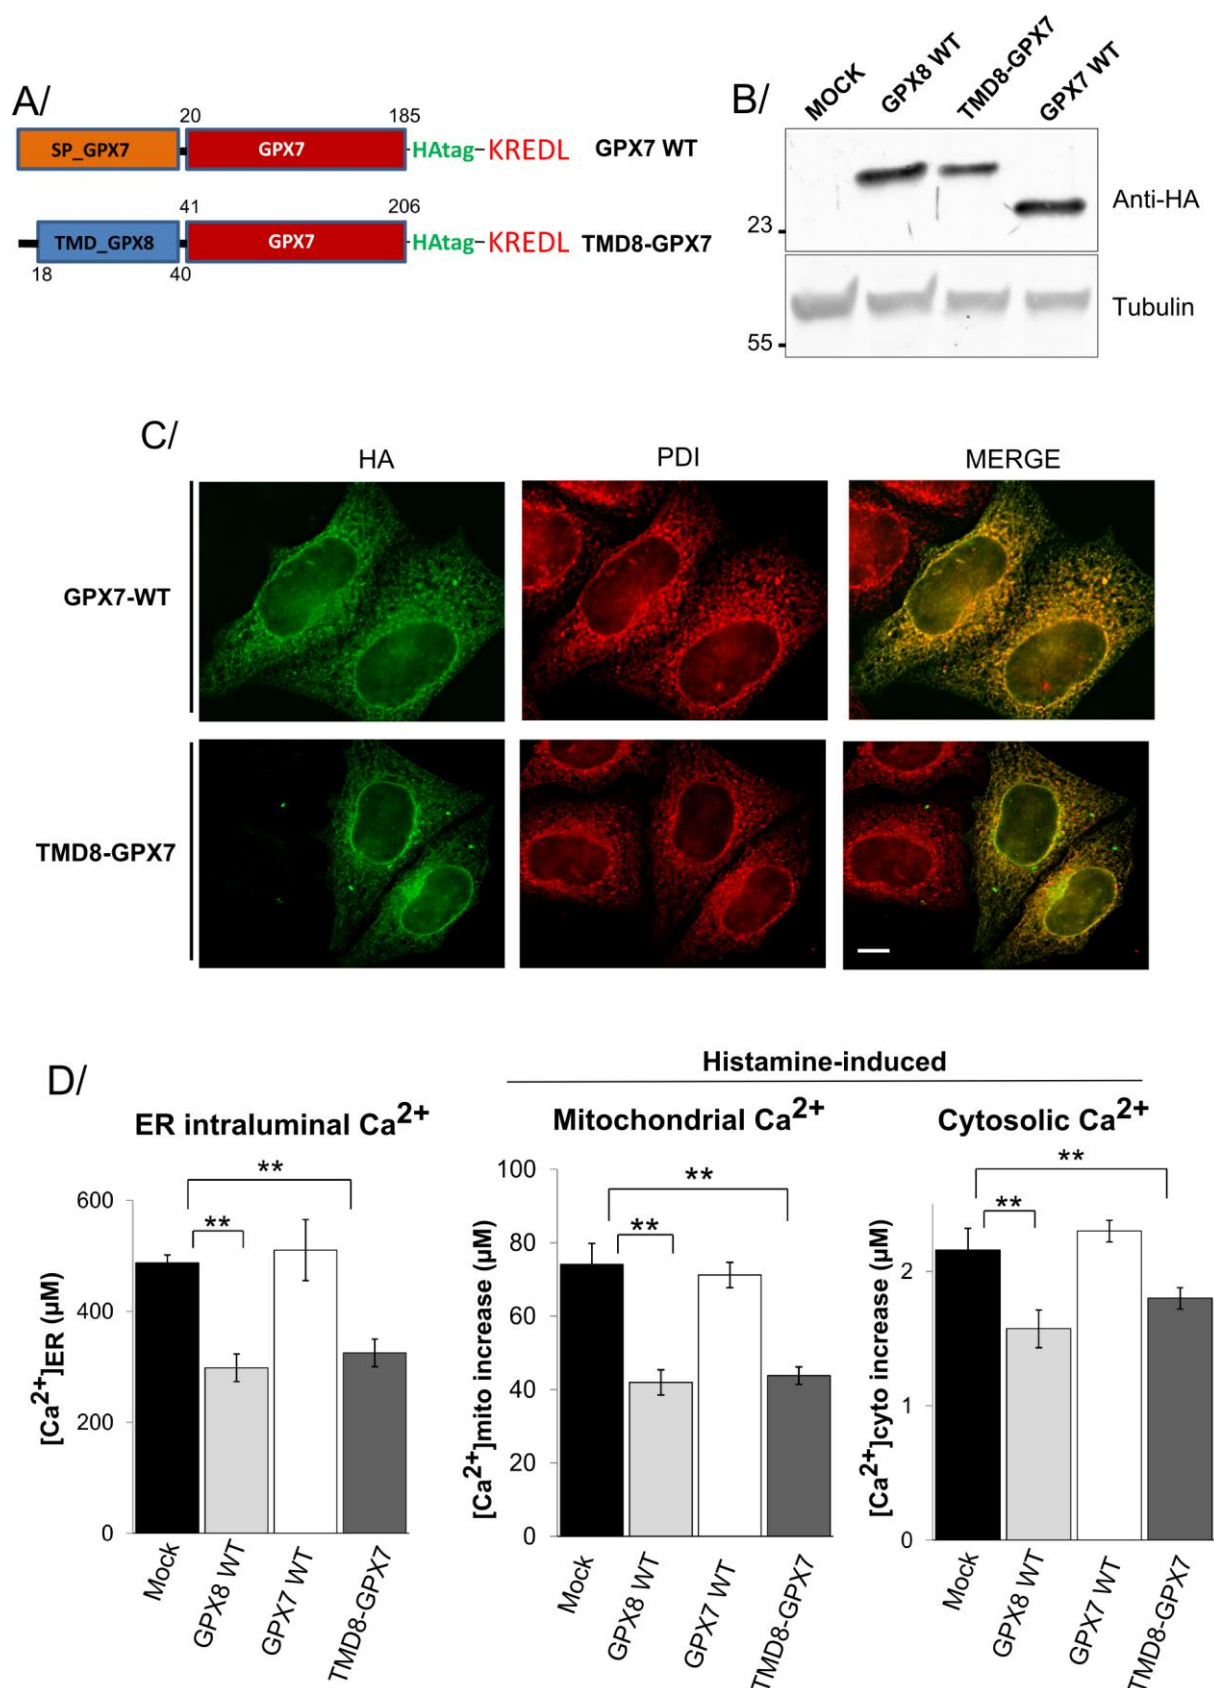 A/
20 185
SP_GPX7 GPX7 HAtag KREDL GPX7 WT
41 206
TMD_GPX8 GPX7 HAtag KREDL TMD8-GPX7
18 40
B/
MOCK GPX8 WT TMD8-GPX7 GPX7 WT
23
Anti-HA
Tubulin
55
C/
HA PDI MERGE
GPX7-WT
TMD8-GPX7
D/
Histamine-induced
ER intraluminal Ca2+
[Ca2+]ER (µM)
600
400
200
0
**
**
Mock GPX8 WT GPX7 WT TMD8-GPX7
Mitochondrial Ca2+
[Ca2+]mito increase (µM)
100
80
60
40
20
0
**
**
Mock GPX8 WT GPX7 WT TMD8-GPX7
Cytosolic Ca2+
[Ca2+]cyto increase (µM)
2
1
0
**
**
Mock GPX8 WT GPX7 WT TMD8-GPX7